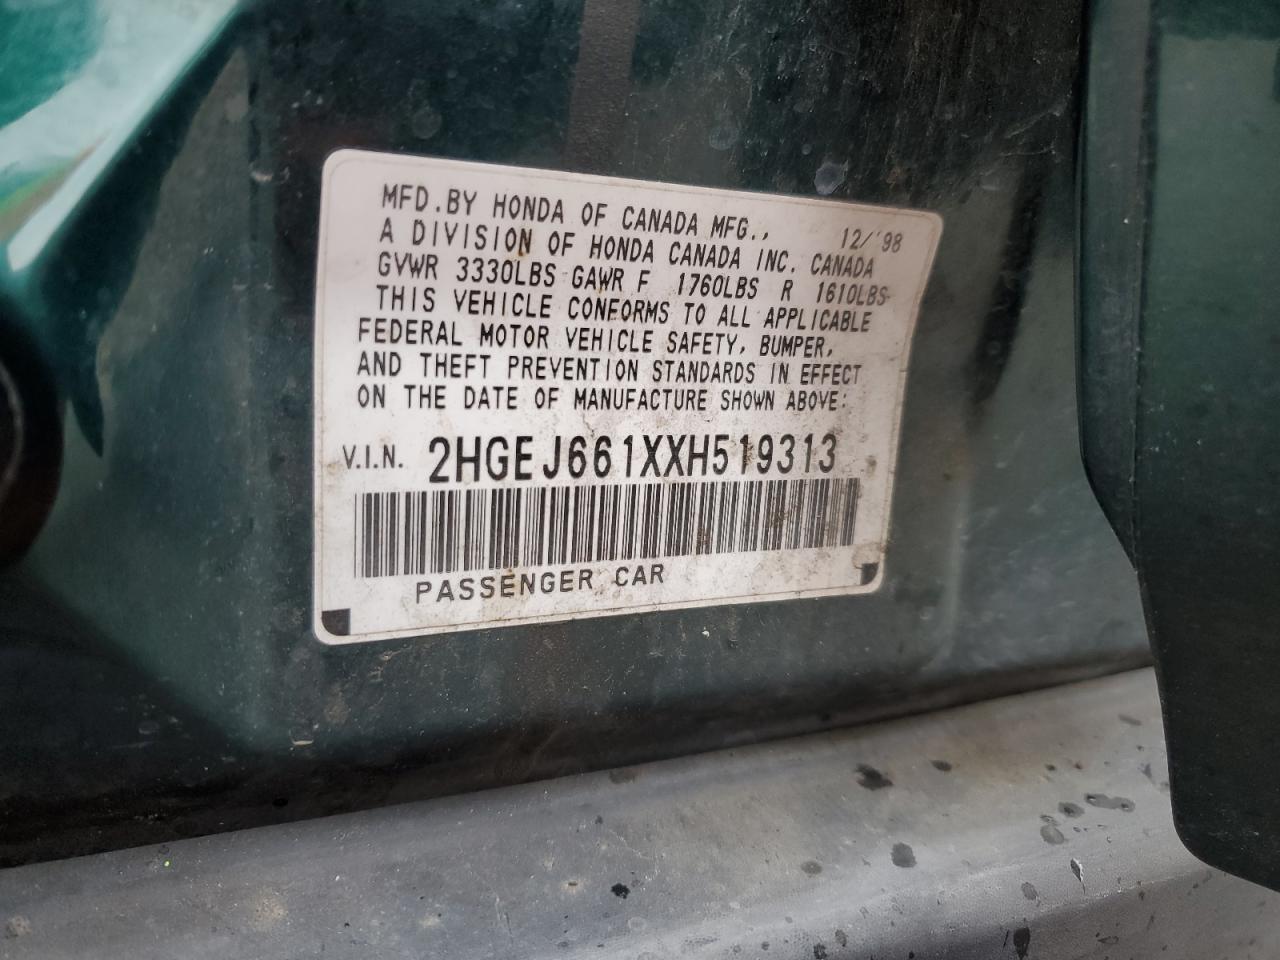 MFD. BY HONDA OF CANADA MFG., 12/'98
A DIVISION OF HONDA CANADA INC. CANADA
GVWR 3330LBS GAWR F 1760LBS R 1610LBS
THIS VEHICLE CONFORMS TO ALL APPLICABLE
FEDERAL MOTOR VEHICLE SAFETY, BUMPER,
AND THEFT PREVENTION STANDARDS IN EFFECT
ON THE DATE OF MANUFACTURE SHOWN ABOVE:
V.I.N. 2HGEJ661XXH519313
PASSENGER CAR